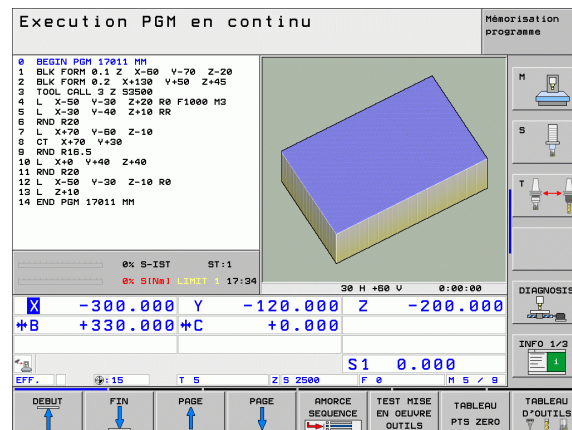 Execution PGM en continu
Mémorisation
programme
0 BEGIN PGM 17011 MM
1 BLK FORM 0.1 Z X-60 Y-70 Z-20
2 BLK FORM 0.2 X+130 Y+50 Z+45
3 TOOL CALL 3 Z S3500
4 L X-50 Y-30 Z+20 R0 F1000 M3
5 L X-30 Y-40 Z+10 RR
6 RND R20
7 L X+70 Y-60 Z-10
8 CT X+70 Y+30
9 RND R16.5
10 L X+0 Y+40 Z+40
11 RND R20
12 L X-50 Y-30 Z-10 R0
13 L Z+10
14 END PGM 17011 MM
M
S
T
0% S-IST ST:1
0% S[Nm] LIMIT 1 17:34
30 H +60 V 0:00:00
X -300.000 Y -120.000 Z -200.000
B +330.000 C +0.000
S1 0.00
EFF. :15 T 5 Z S 2500 F 0 M 5 / 9
DIAGNOSIS
INFO 1/3
DEBUT
FIN
PAGE
PAGE
AMORCE
SEQUENCE
TEST MISE
EN OEUVRE
OUTILS
TABLEAU
PTS ZERO
TABLEAU
D'OUTILS